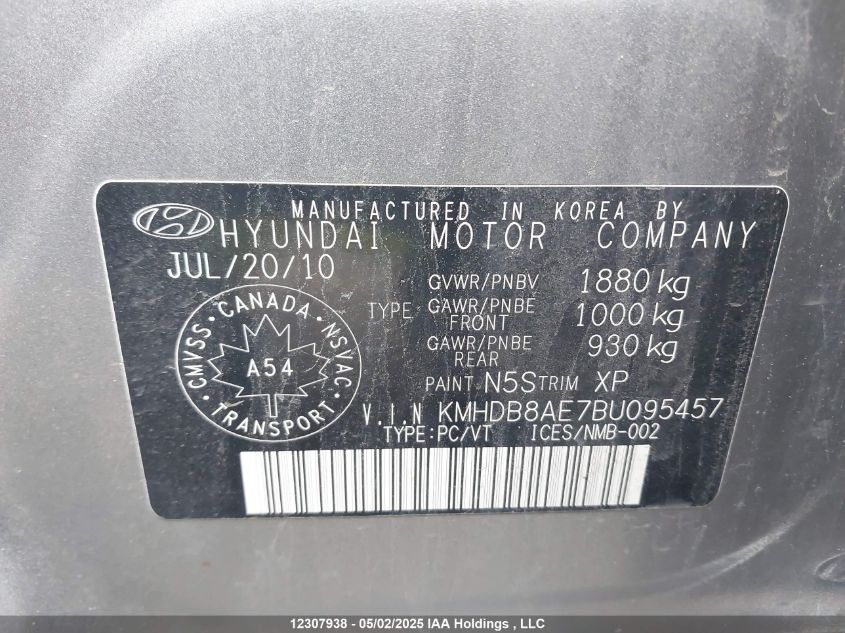 MANUFACTURED IN KOREA BY
HYUNDAI MOTOR COMPANY
JUL/20/10
GVWR/PNBV 1880 kg
TYPE GAWR/PNBE FRONT 1000 kg
GAWR/PNBE REAR 930 kg
PAINT N5S TRIM XP
CMVSS · CANADA · NSVAC · TRANSPORT ·
A54
V.I.N KMHDB8AE7BU095457
TYPE:PC/VT ICES/NMB-002
12307938 - 05/02/2025 IAA Holdings , LLC